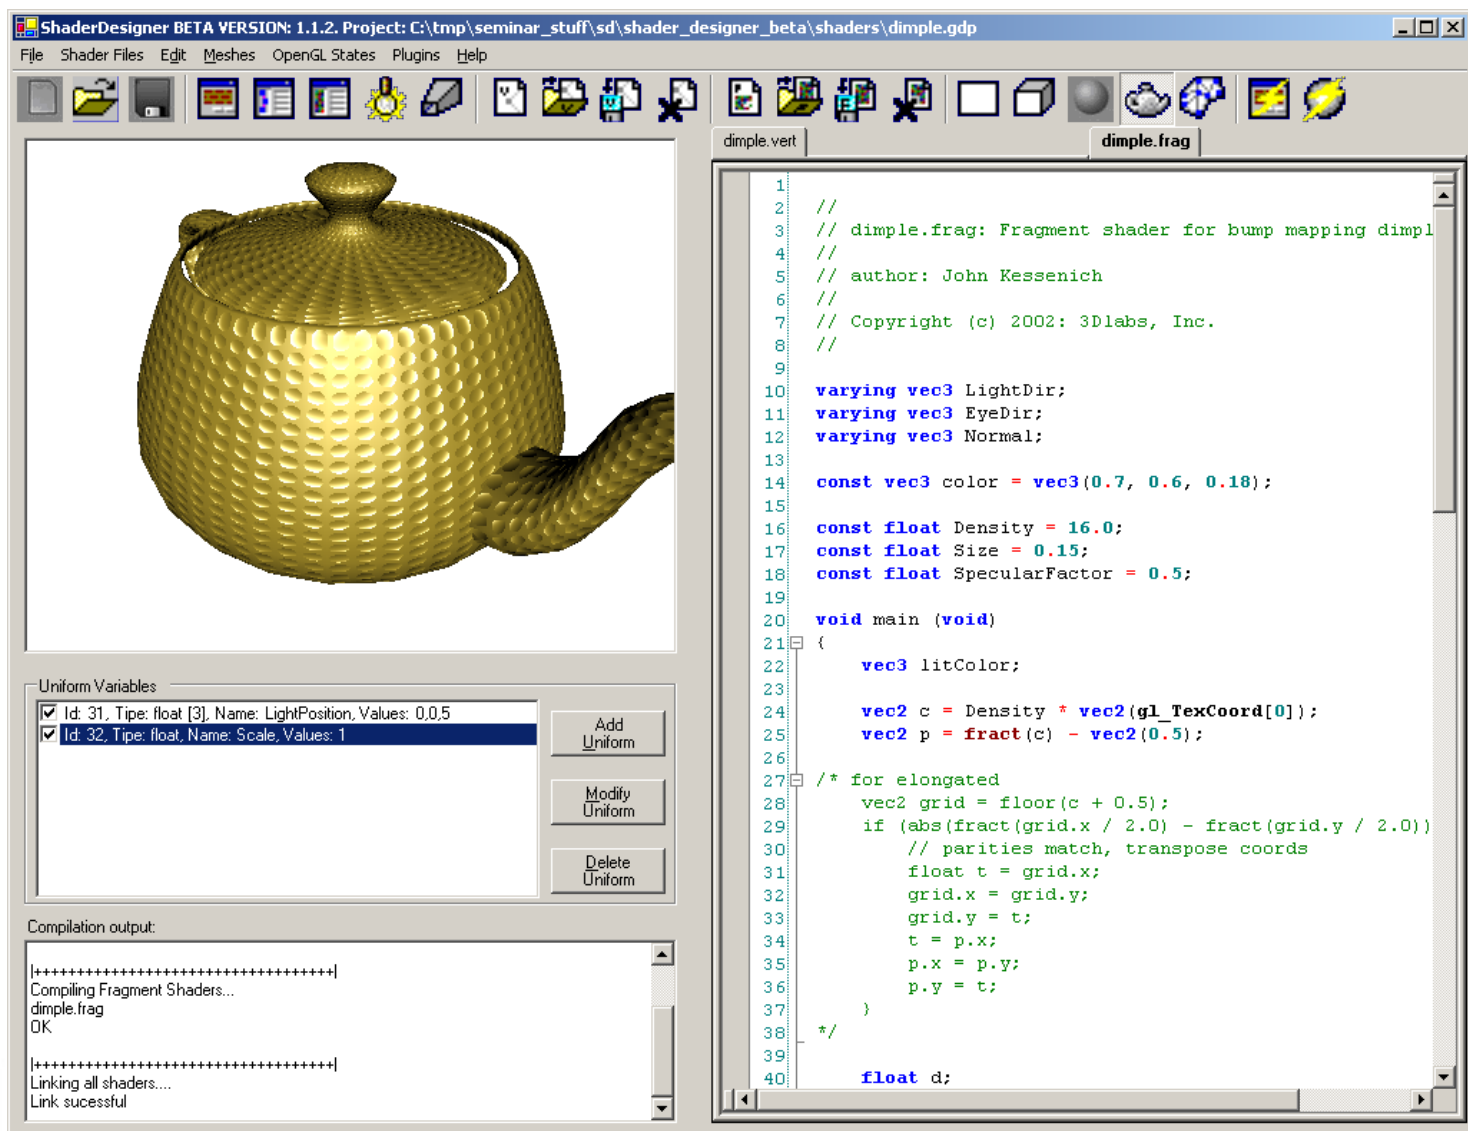 ShaderDesigner BETA VERSION: 1.1.2. Project: C:\tmp\seminar_stuff\sd\shader_designer_beta\shaders\dimple.gdp
File Shader Files Edit Meshes OpenGL States Plugins Help
dimple.vert
dimple.frag
1
2 //
3 // dimple.frag: Fragment shader for bump mapping dimpl
4 //
5 // author: John Kessenich
6 //
7 // Copyright (c) 2002: 3Dlabs, Inc.
8 //
9
10 varying vec3 LightDir;
11 varying vec3 EyeDir;
12 varying vec3 Normal;
13
14 const vec3 color = vec3(0.7, 0.6, 0.18);
15
16 const float Density = 16.0;
17 const float Size = 0.15;
18 const float SpecularFactor = 0.5;
19
20 void main (void)
21 {
22 vec3 litColor;
23
24 vec2 c = Density * vec2(gl_TexCoord[0]);
25 vec2 p = fract(c) - vec2(0.5);
26
27 /* for elongated
28 vec2 grid = floor(c + 0.5);
29 if (abs(fract(grid.x / 2.0) - fract(grid.y / 2.0))
30 // parities match, transpose coords
31 float t = grid.x;
32 grid.x = grid.y;
33 grid.y = t;
34 t = p.x;
35 p.x = p.y;
36 p.y = t;
37 }
38 */
39
40 float d;
Uniform Variables
Id: 31, Tipe: float [3], Name: LightPosition, Values: 0,0,5
Id: 32, Tipe: float, Name: Scale, Values: 1
Add
Uniform
Modify
Uniform
Delete
Uniform
Compilation output:
|+++++++++++++++++++++++++++++++++++|
Compiling Fragment Shaders...
dimple.frag
OK
|+++++++++++++++++++++++++++++++++++|
Linking all shaders....
Link sucessful